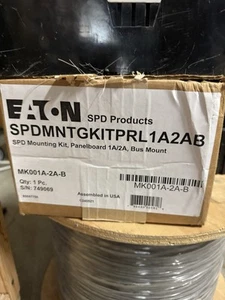 EATON SPD Products
SPDMNTGKITPRL1A2AB
SPD Mounting Kit, Panelboard 1A/2A, Bus Mount
MK001A-2A-B
Qty: 1 Pc.
S/N: 749069
Assembled in USA
MK001A-2A-B